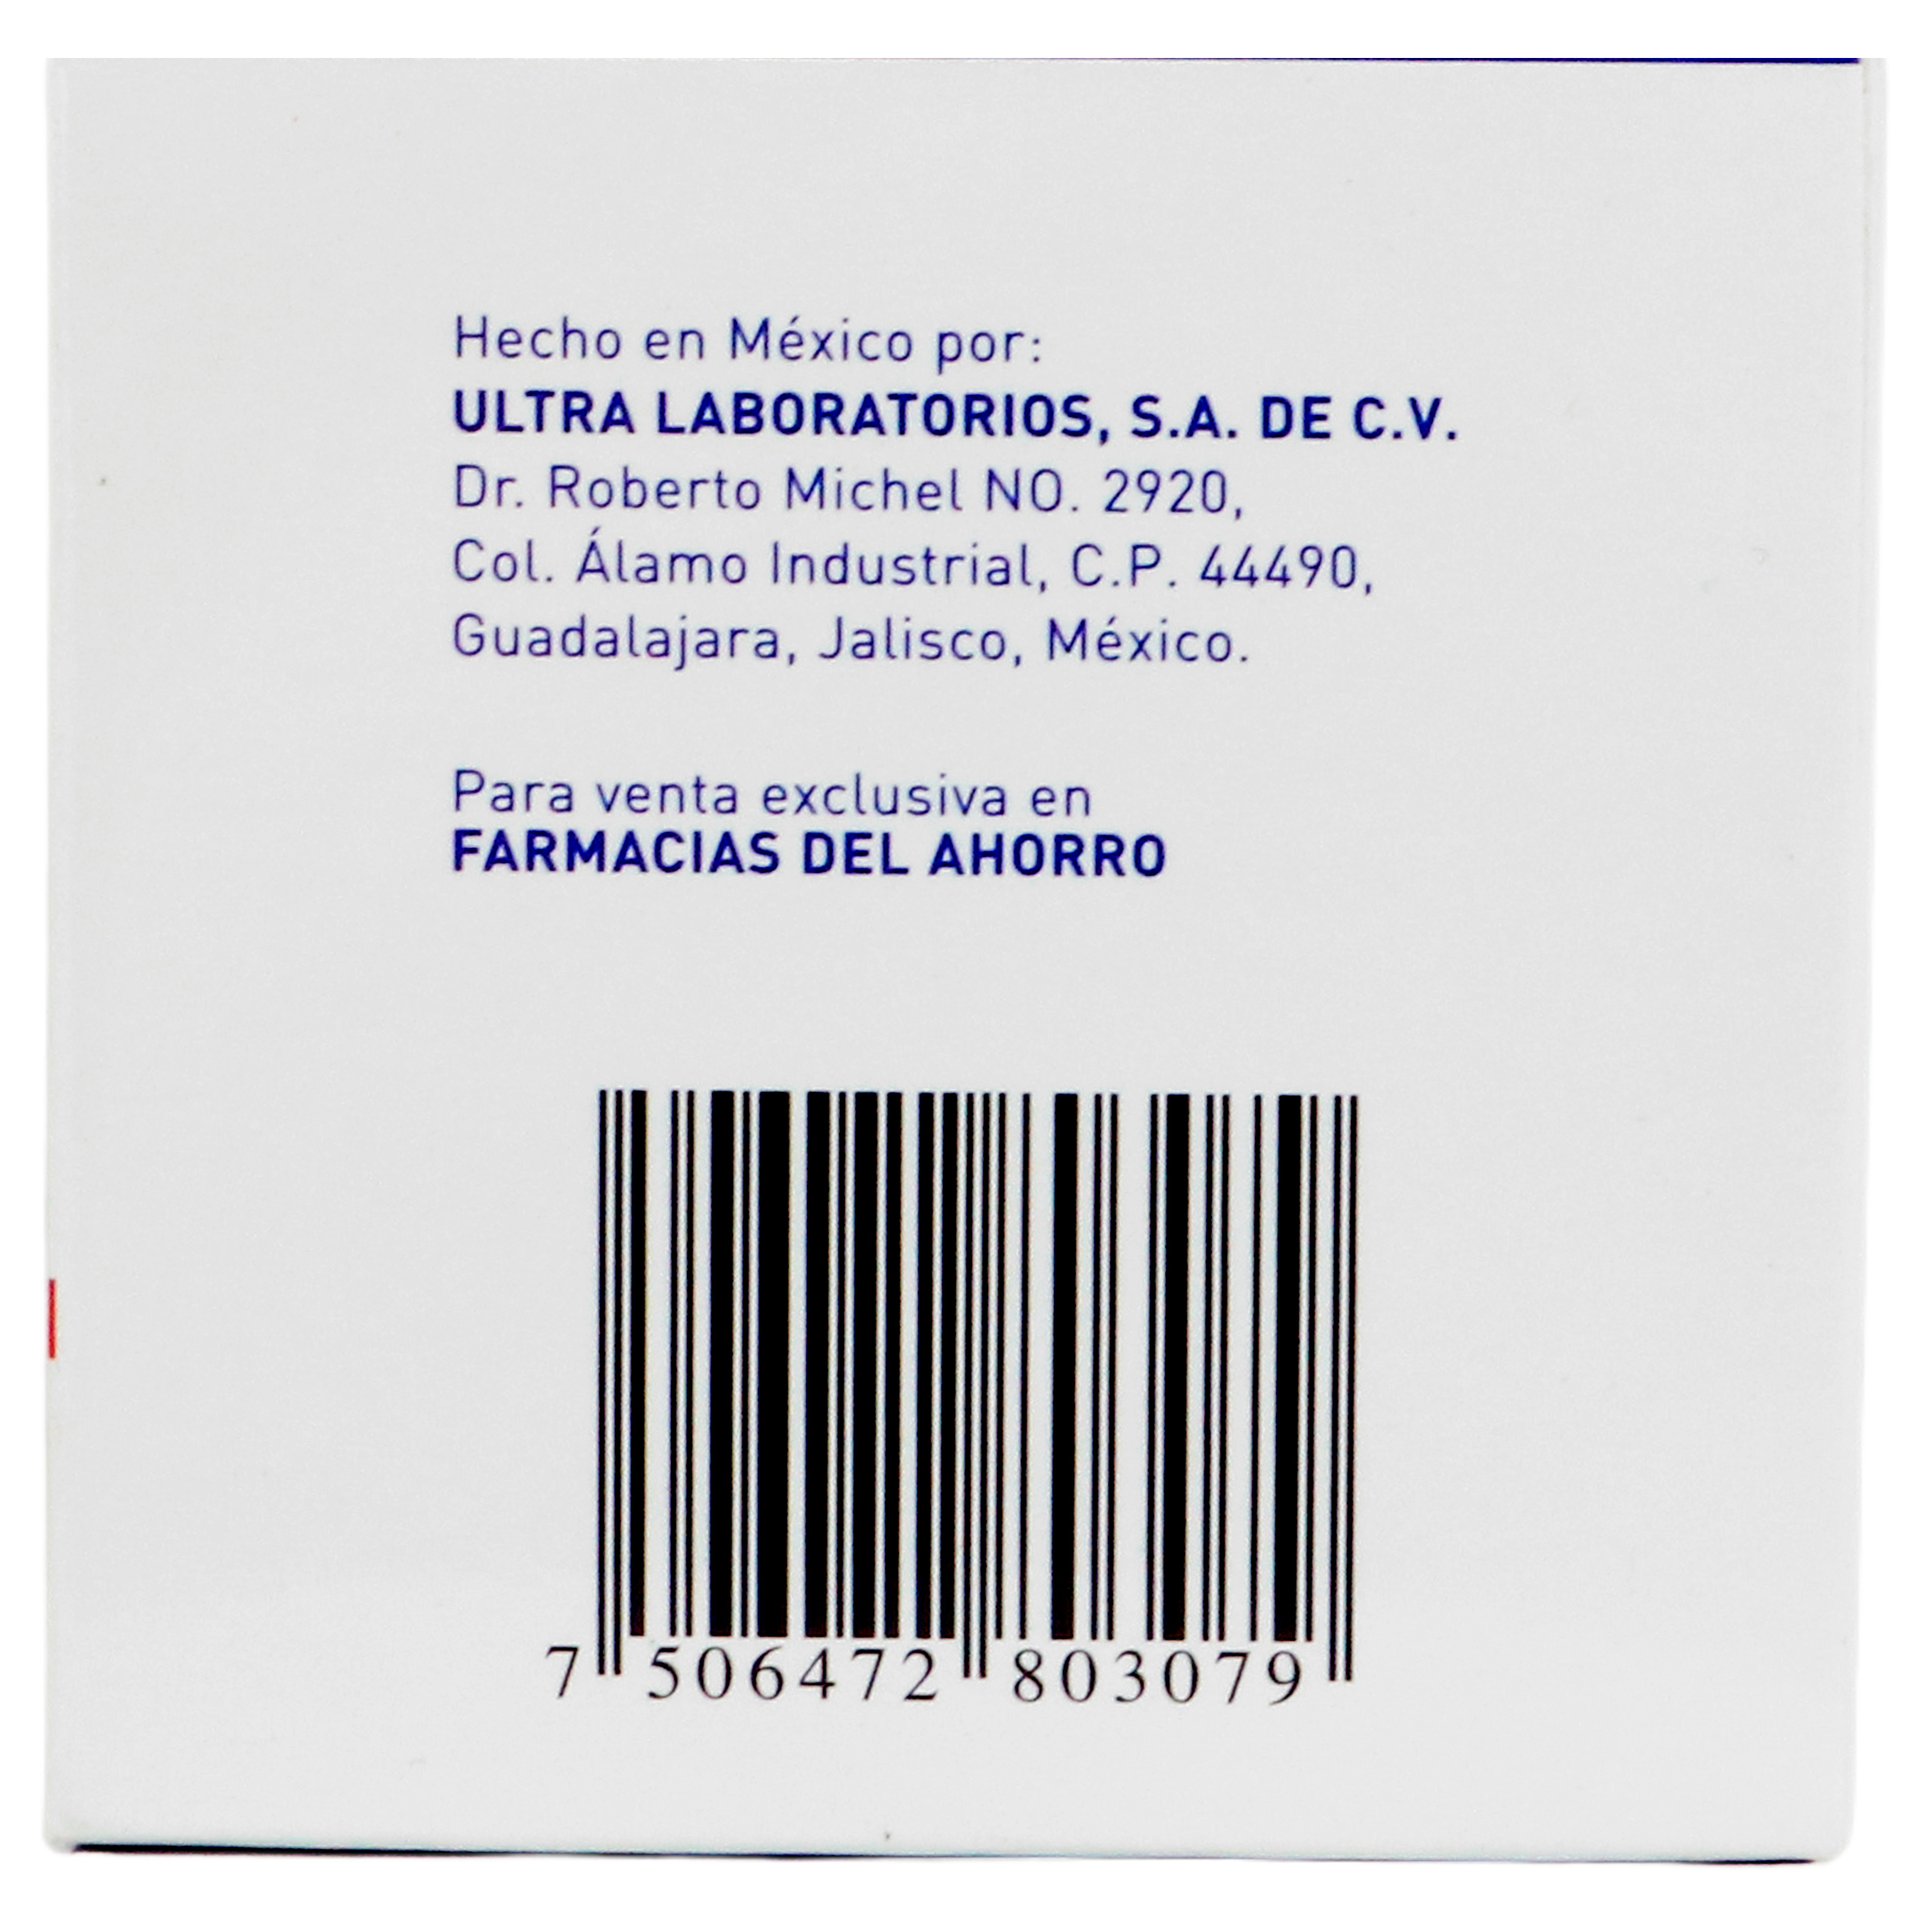 Hecho en México por:
ULTRA LABORATORIOS, S.A. DE C.V.
Dr. Roberto Michel NO. 2920,
Col. Álamo Industrial, C.P. 44490,
Guadalajara, Jalisco, México.
Para venta exclusiva en
FARMACIAS DEL AHORRO
7 506472 803079